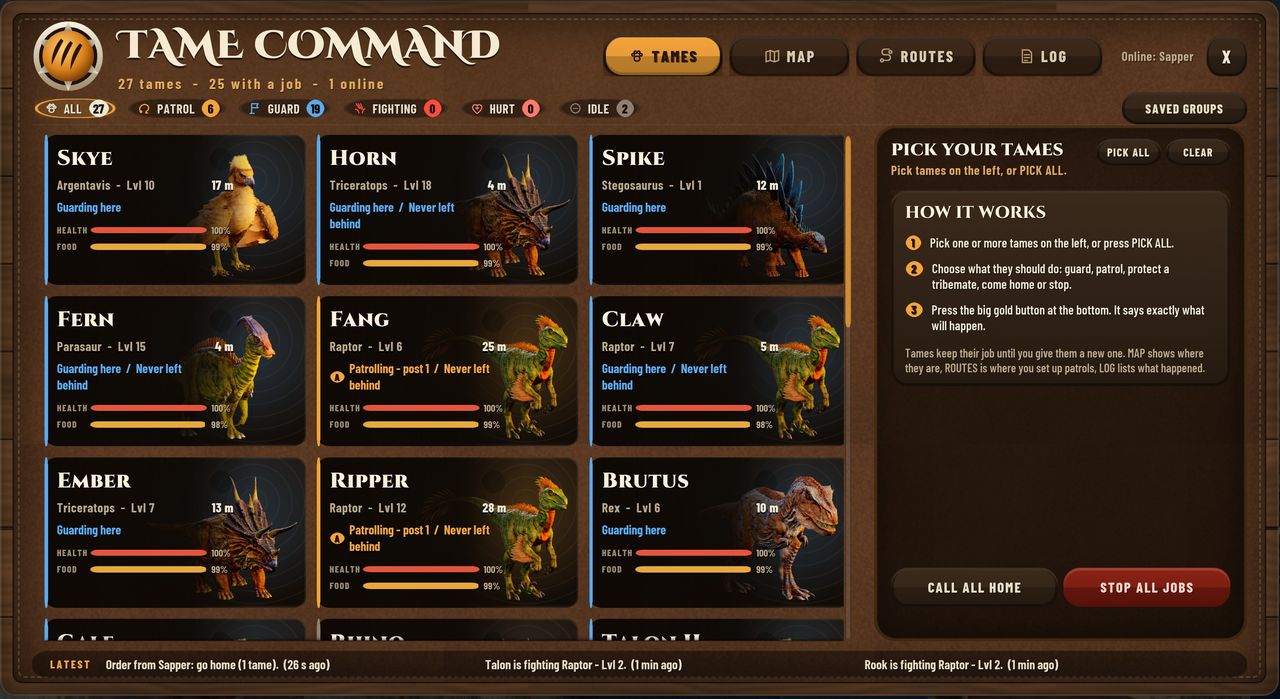 TAME COMMAND
27 tames - 25 with a job - 1 online
TAMES
MAP
ROUTES
LOG
Online: Sapper
X
ALL 27
PATROL 6
GUARD 19
FIGHTING 0
HURT 0
IDLE 2
SAVED GROUPS
SKYE
Argentavis - Lvl 10
17 m
Guarding here
HEALTH 100%
FOOD 99%
HORN
Triceratops - Lvl 18
4 m
Guarding here / Never left
behind
HEALTH 100%
FOOD 99%
SPIKE
Stegosaurus - Lvl 1
12 m
Guarding here
HEALTH 100%
FOOD 99%
FERN
Parasaur - Lvl 15
4 m
Guarding here / Never left
behind
HEALTH 100%
FOOD 98%
FANG
Raptor - Lvl 6
25 m
A Patrolling - post 1 / Never left
behind
HEALTH 100%
FOOD 99%
CLAW
Raptor - Lvl 7
5 m
Guarding here / Never left
behind
HEALTH 100%
FOOD 98%
EMBER
Triceratops - Lvl 7
13 m
Guarding here
HEALTH 100%
FOOD 99%
RIPPER
Raptor - Lvl 12
28 m
A Patrolling - post 1 / Never left
behind
HEALTH 100%
FOOD 99%
BRUTUS
Rex - Lvl 6
10 m
Guarding here
HEALTH 100%
FOOD 99%
PICK YOUR TAMES
Pick tames on the left, or PICK ALL.
PICK ALL
CLEAR
HOW IT WORKS
1 Pick one or more tames on the left, or press PICK ALL.
2 Choose what they should do: guard, patrol, protect a
tribemate, come home or stop.
3 Press the big gold button at the bottom. It says exactly what
will happen.
Tames keep their job until you give them a new one. MAP shows where
they are, ROUTES is where you set up patrols, LOG lists what happened.
CALL ALL HOME
STOP ALL JOBS
LATEST
Order from Sapper: go home (1 tame). (26 s ago)
Talon is fighting Raptor - Lvl 2. (1 min ago)
Rook is fighting Raptor - Lvl 2. (1 min ago)